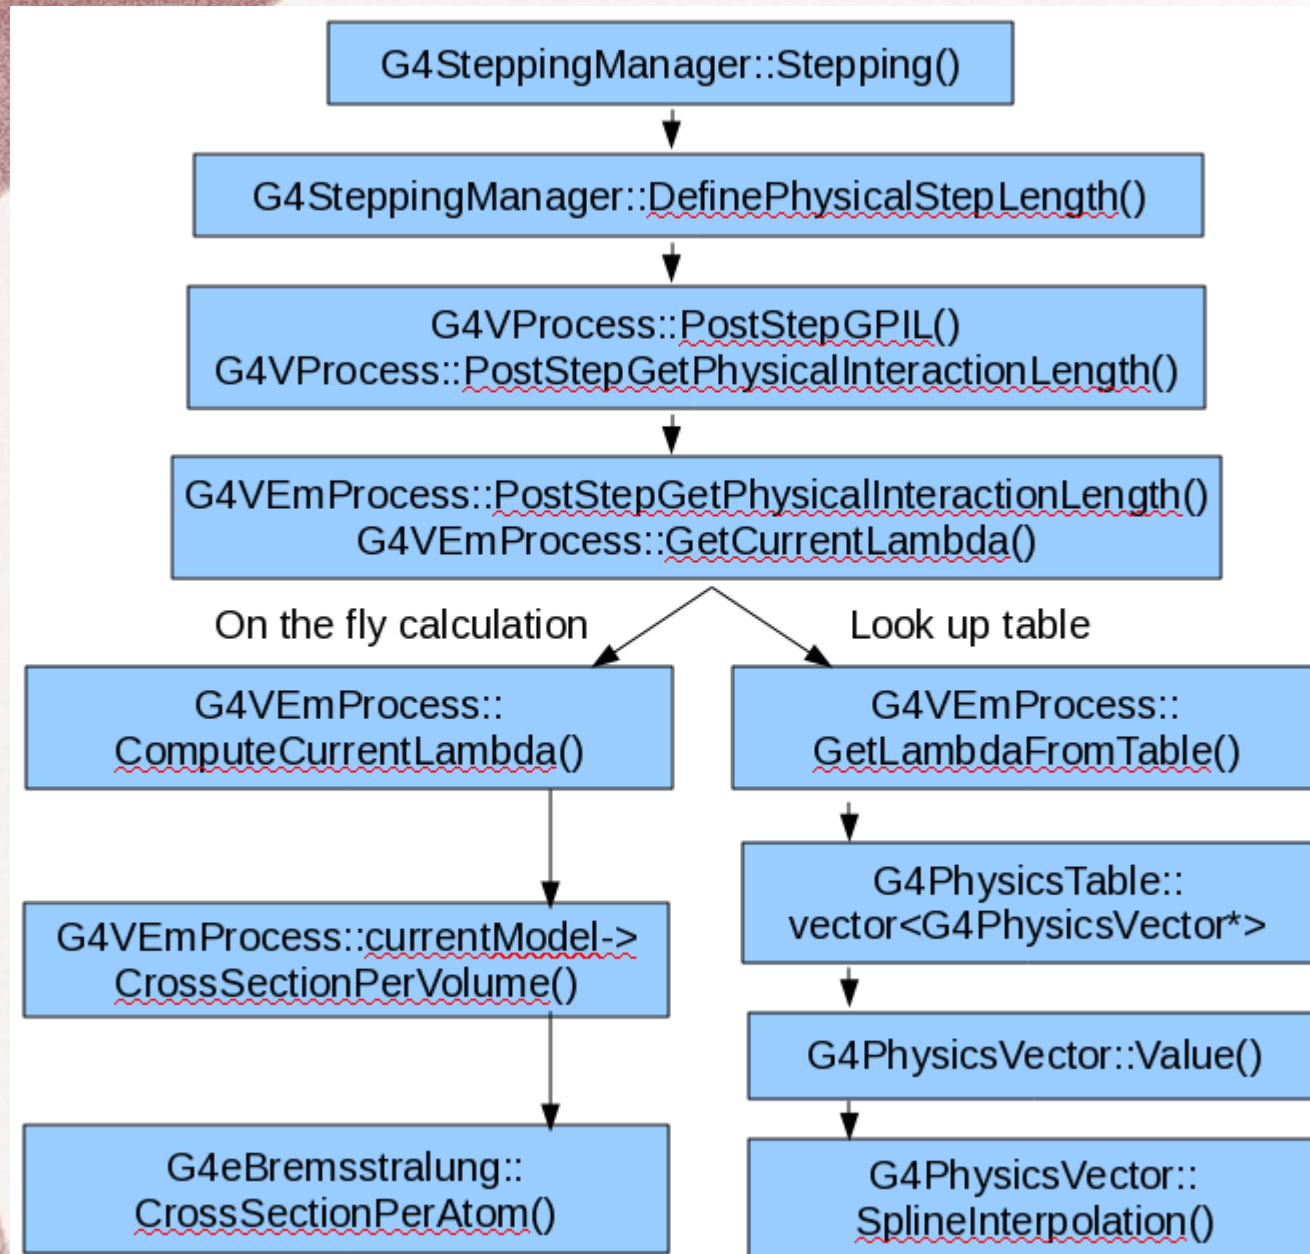 G4SteppingManager::Stepping()
G4SteppingManager::DefinePhysicalStepLength()
G4VProcess::PostStepGPIL()
G4VProcess::PostStepGetPhysicalInteractionLength()
G4VEmProcess::PostStepGetPhysicalInteractionLength()
G4VEmProcess::GetCurrentLambda()
On the fly calculation
Look up table
G4VEmProcess::
ComputeCurrentLambda()
G4VEmProcess::
GetLambdaFromTable()
G4VEmProcess::currentModel->
CrossSectionPerVolume()
G4PhysicsTable::
vector<G4PhysicsVector*>
G4PhysicsVector::Value()
G4eBremsstralung::
CrossSectionPerAtom()
G4PhysicsVector::
SplineInterpolation()